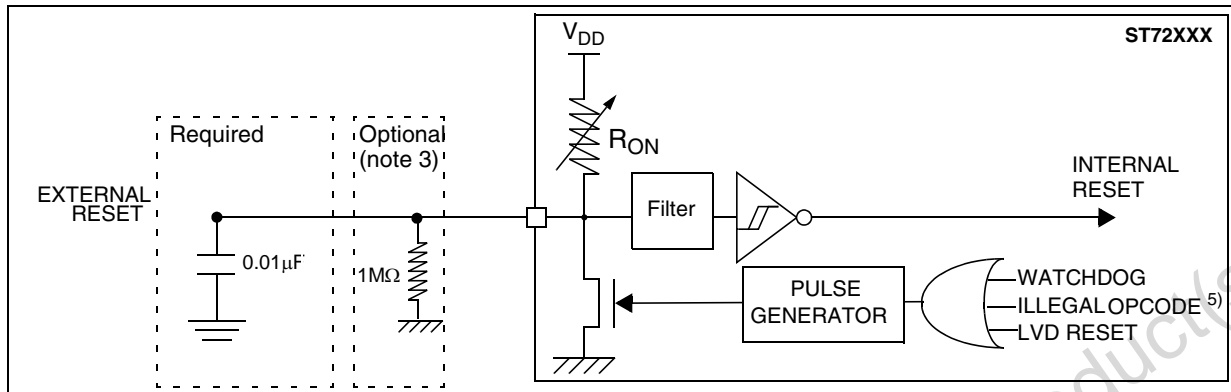 ST72XXX
V_DD
R_ON
Required
Optional
(note 3)
EXTERNAL
RESET
0.01µF
1MΩ
Filter
INTERNAL
RESET
PULSE
GENERATOR
WATCHDOG
ILLEGAL OPCODE 5)
LVD RESET